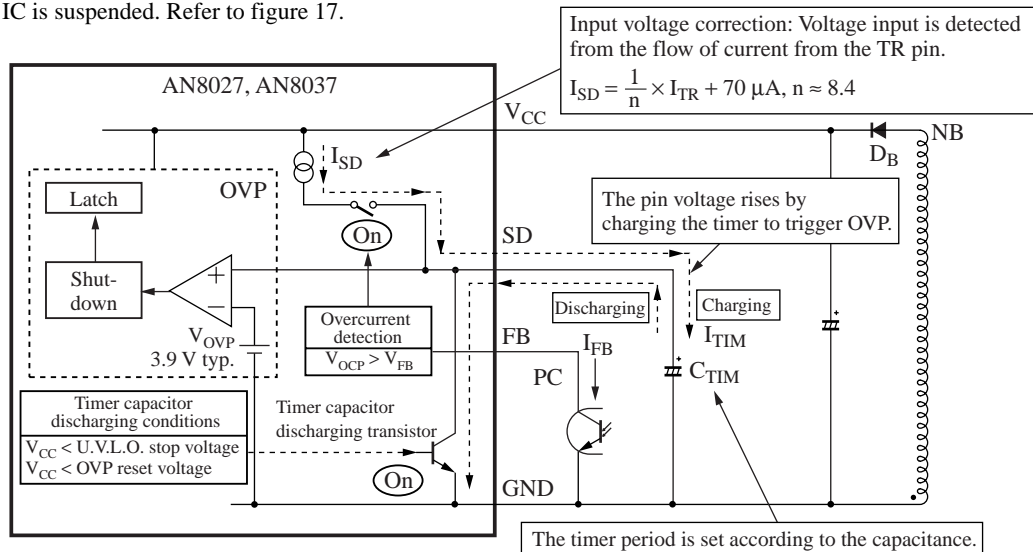 IC is suspended. Refer to figure 17.
Input voltage correction: Voltage input is detected
from the flow of current from the TR pin.
I_SD = 1/n × I_TR + 70 μA, n ≈ 8.4
AN8027, AN8037
V_CC
NB
D_B
I_SD
OVP
Latch
The pin voltage rises by
charging the timer to trigger OVP.
On
SD
+
−
Shut-
down
Discharging
Charging
Overcurrent
detection
V_OCP > V_FB
V_OVP
3.9 V typ.
FB
I_FB
I_TIM
+
+
PC
C_TIM
Timer capacitor
discharging conditions
V_CC < U.V.L.O. stop voltage
V_CC < OVP reset voltage
Timer capacitor
discharging transistor
On
GND
The timer period is set according to the capacitance.